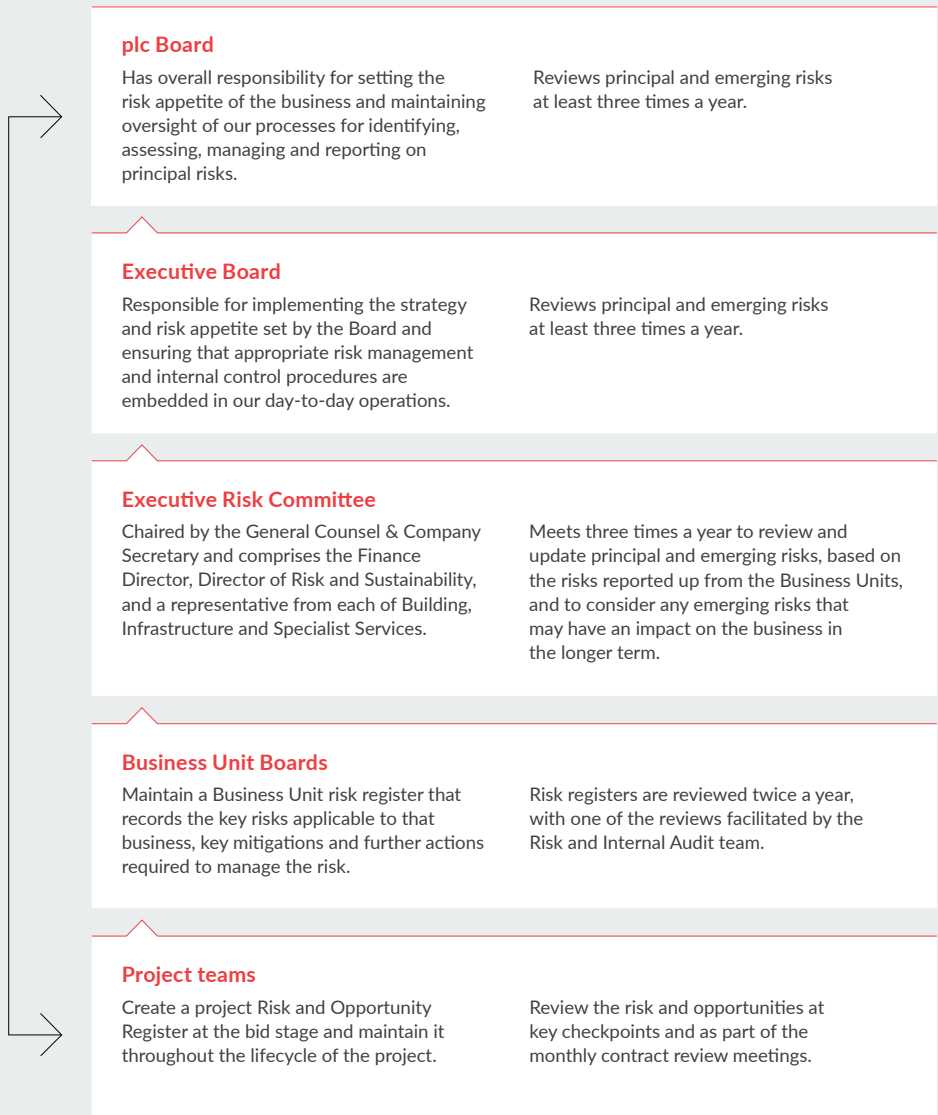 plc Board
Has overall responsibility for setting the
risk appetite of the business and maintaining
oversight of our processes for identifying,
assessing, managing and reporting on
principal risks.
Reviews principal and emerging risks
at least three times a year.
Executive Board
Responsible for implementing the strategy
and risk appetite set by the Board and
ensuring that appropriate risk management
and internal control procedures are
embedded in our day-to-day operations.
Reviews principal and emerging risks
at least three times a year.
Executive Risk Committee
Chaired by the General Counsel & Company
Secretary and comprises the Finance
Director, Director of Risk and Sustainability,
and a representative from each of Building,
Infrastructure and Specialist Services.
Meets three times a year to review and
update principal and emerging risks, based on
the risks reported up from the Business Units,
and to consider any emerging risks that
may have an impact on the business in
the longer term.
Business Unit Boards
Maintain a Business Unit risk register that
records the key risks applicable to that
business, key mitigations and further actions
required to manage the risk.
Risk registers are reviewed twice a year,
with one of the reviews facilitated by the
Risk and Internal Audit team.
Project teams
Create a project Risk and Opportunity
Register at the bid stage and maintain it
throughout the lifecycle of the project.
Review the risk and opportunities at
key checkpoints and as part of the
monthly contract review meetings.